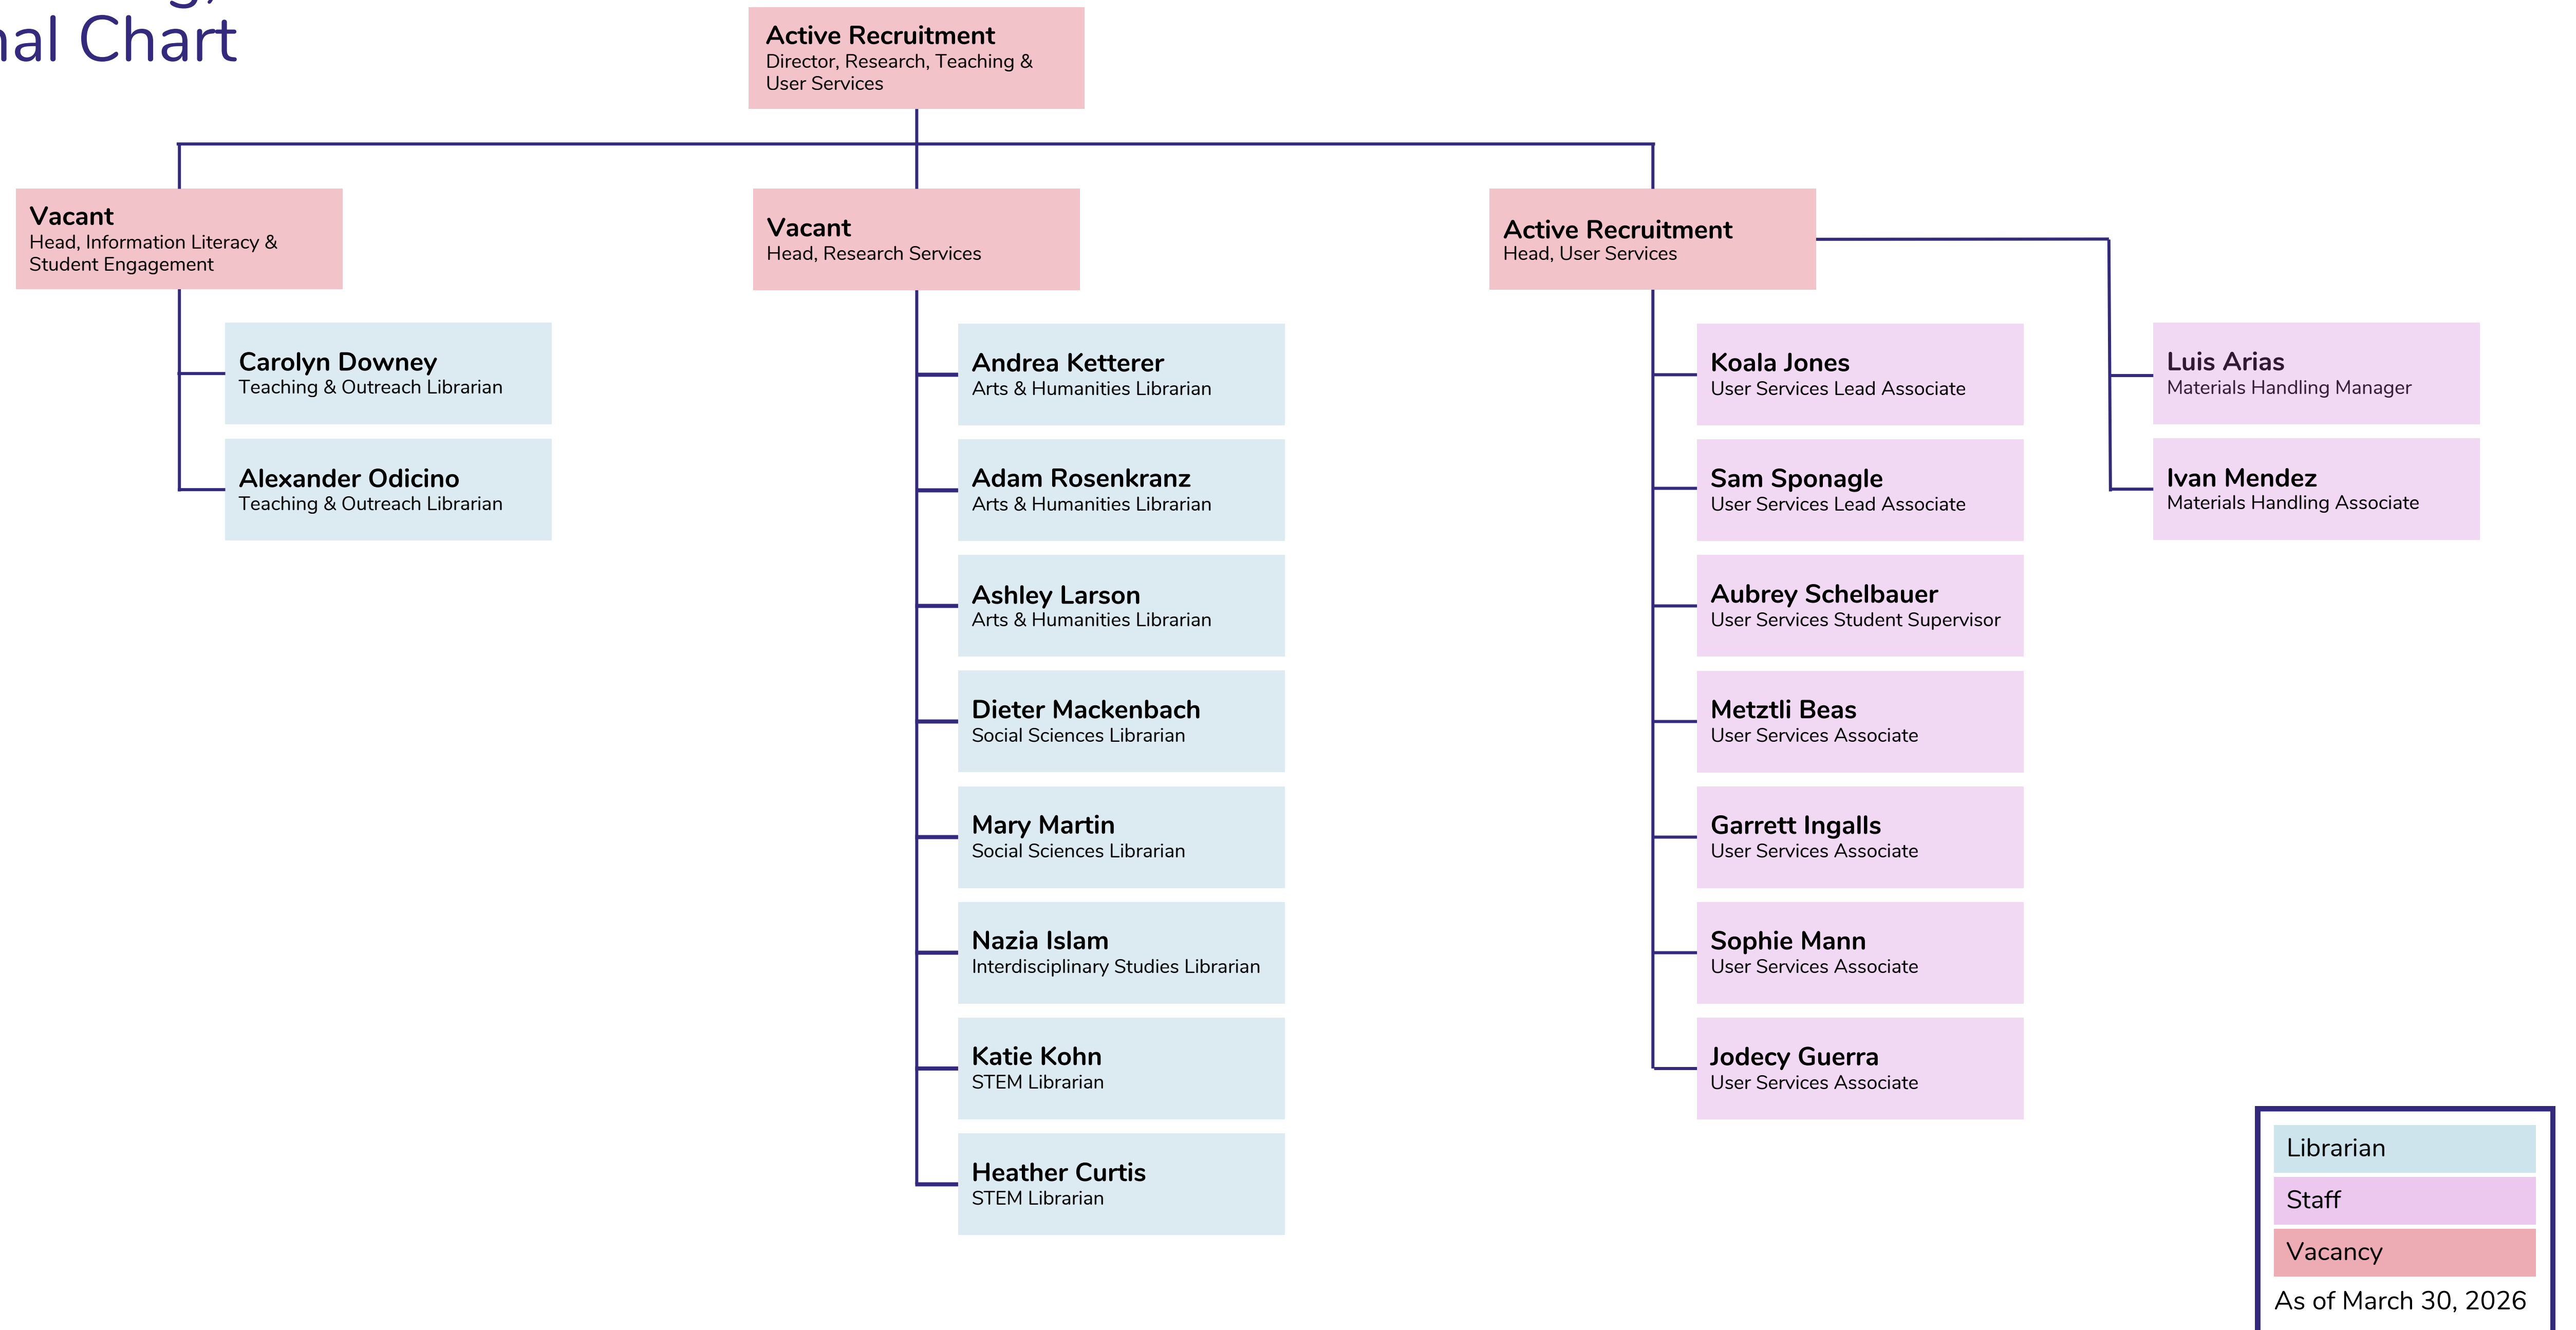 nal Chart
Active Recruitment
Director, Research, Teaching &
User Services
Vacant
Head, Information Literacy &
Student Engagement
Carolyn Downey
Teaching & Outreach Librarian
Alexander Odicino
Teaching & Outreach Librarian
Vacant
Head, Research Services
Andrea Ketterer
Arts & Humanities Librarian
Adam Rosenkranz
Arts & Humanities Librarian
Ashley Larson
Arts & Humanities Librarian
Dieter Mackenbach
Social Sciences Librarian
Mary Martin
Social Sciences Librarian
Nazia Islam
Interdisciplinary Studies Librarian
Katie Kohn
STEM Librarian
Heather Curtis
STEM Librarian
Active Recruitment
Head, User Services
Koala Jones
User Services Lead Associate
Sam Sponagle
User Services Lead Associate
Aubrey Schelbauer
User Services Student Supervisor
Metztli Beas
User Services Associate
Garrett Ingalls
User Services Associate
Sophie Mann
User Services Associate
Jodecy Guerra
User Services Associate
Luis Arias
Materials Handling Manager
Ivan Mendez
Materials Handling Associate
Librarian
Staff
Vacancy
As of March 30, 2026